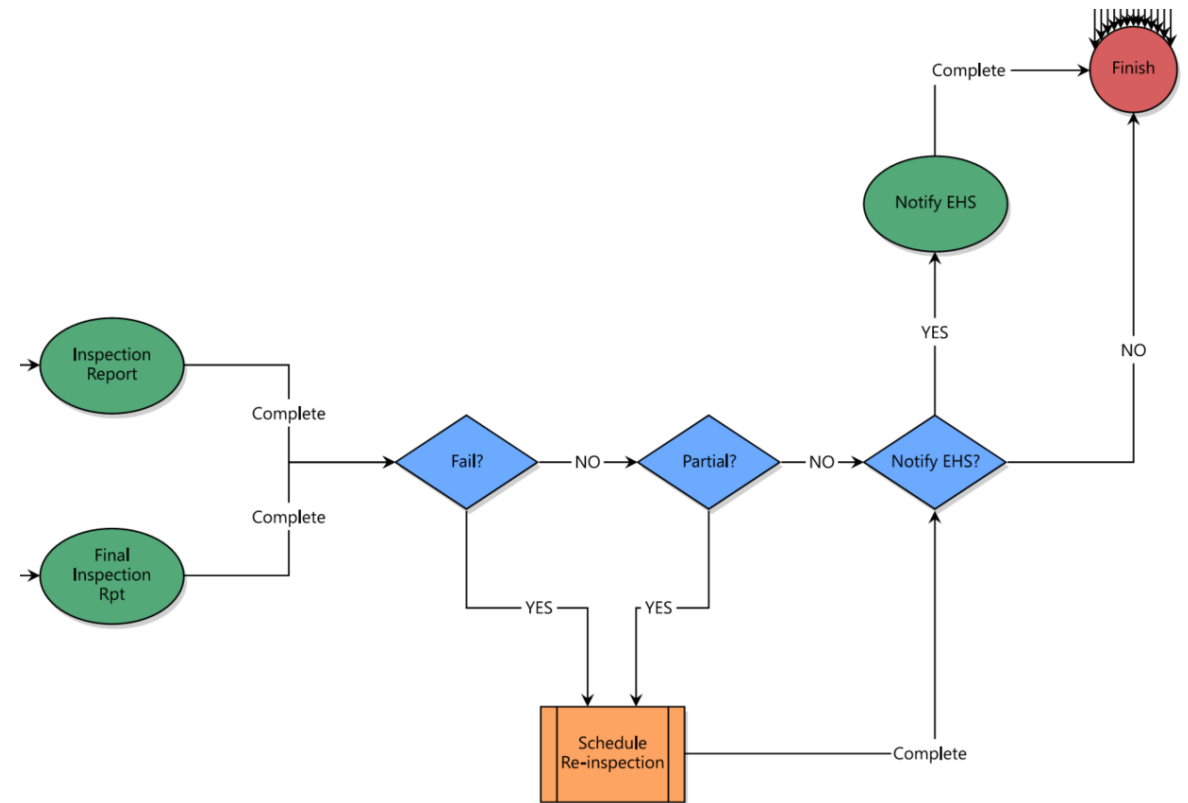 Complete
Finish
Notify EHS
YES
NO
Inspection
Report
Complete
Fail?
NO
Partial?
NO
Notify EHS?
Complete
Final
Inspection
Rpt
YES
YES
Schedule
Re-inspection
Complete